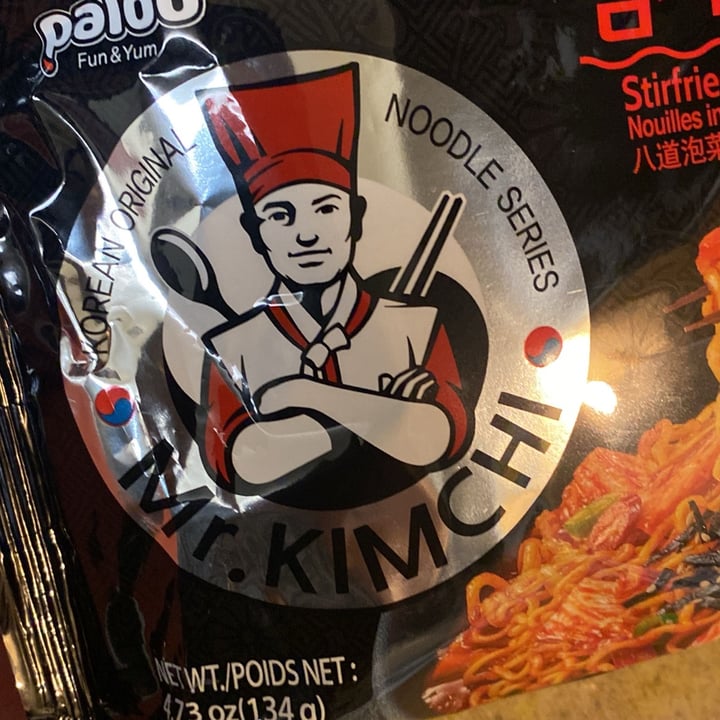 paldo
Fun & Yum
KOREAN ORIGINAL
NOODLE SERIES
Mr. KIMCHI
Nouilles
八道泡菜
NET WT./POIDS NET :
4.73 oz(134 g)